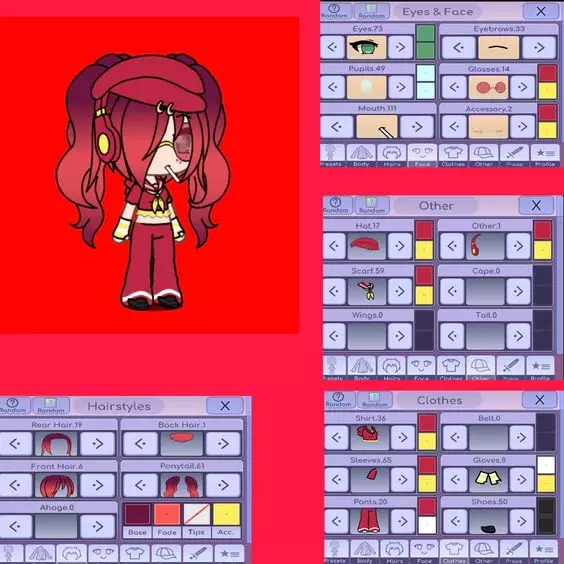 Random
Random
Eyes & Face
X
Eyes.73
Eyebrows.33
Pupils.49
Glasses.14
Mouth.111
Accessory.2
Presets
Body
Hairs
Face
Clothes
Other
Props
Profile
Random
Random
Other
X
Hat.17
Other.1
Scarf.59
Cape.0
Wings.0
Tail.0
Presets
Body
Hairs
Face
Clothes
Other
Props
Profile
Random
Random
Hairstyles
X
Rear Hair.19
Back Hair.1
Front Hair.6
Ponytail.61
Ahoge.0
Base
Fade
Tips
Acc.
Random
Random
Clothes
X
Shirt.36
Belt.0
Sleeves.65
Gloves.8
Pants.20
Shoes.50
Presets
Body
Hairs
Face
Clothes
Other
Props
Profile